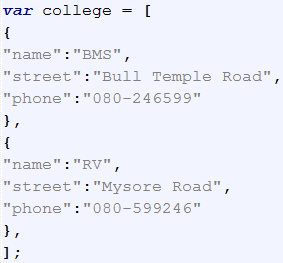 var college = [
{
"name":"BMS",
"street":"Bull Temple Road",
"phone":"080-246599"
},
{
"name":"RV",
"street":"Mysore Road",
"phone":"080-599246"
},
];